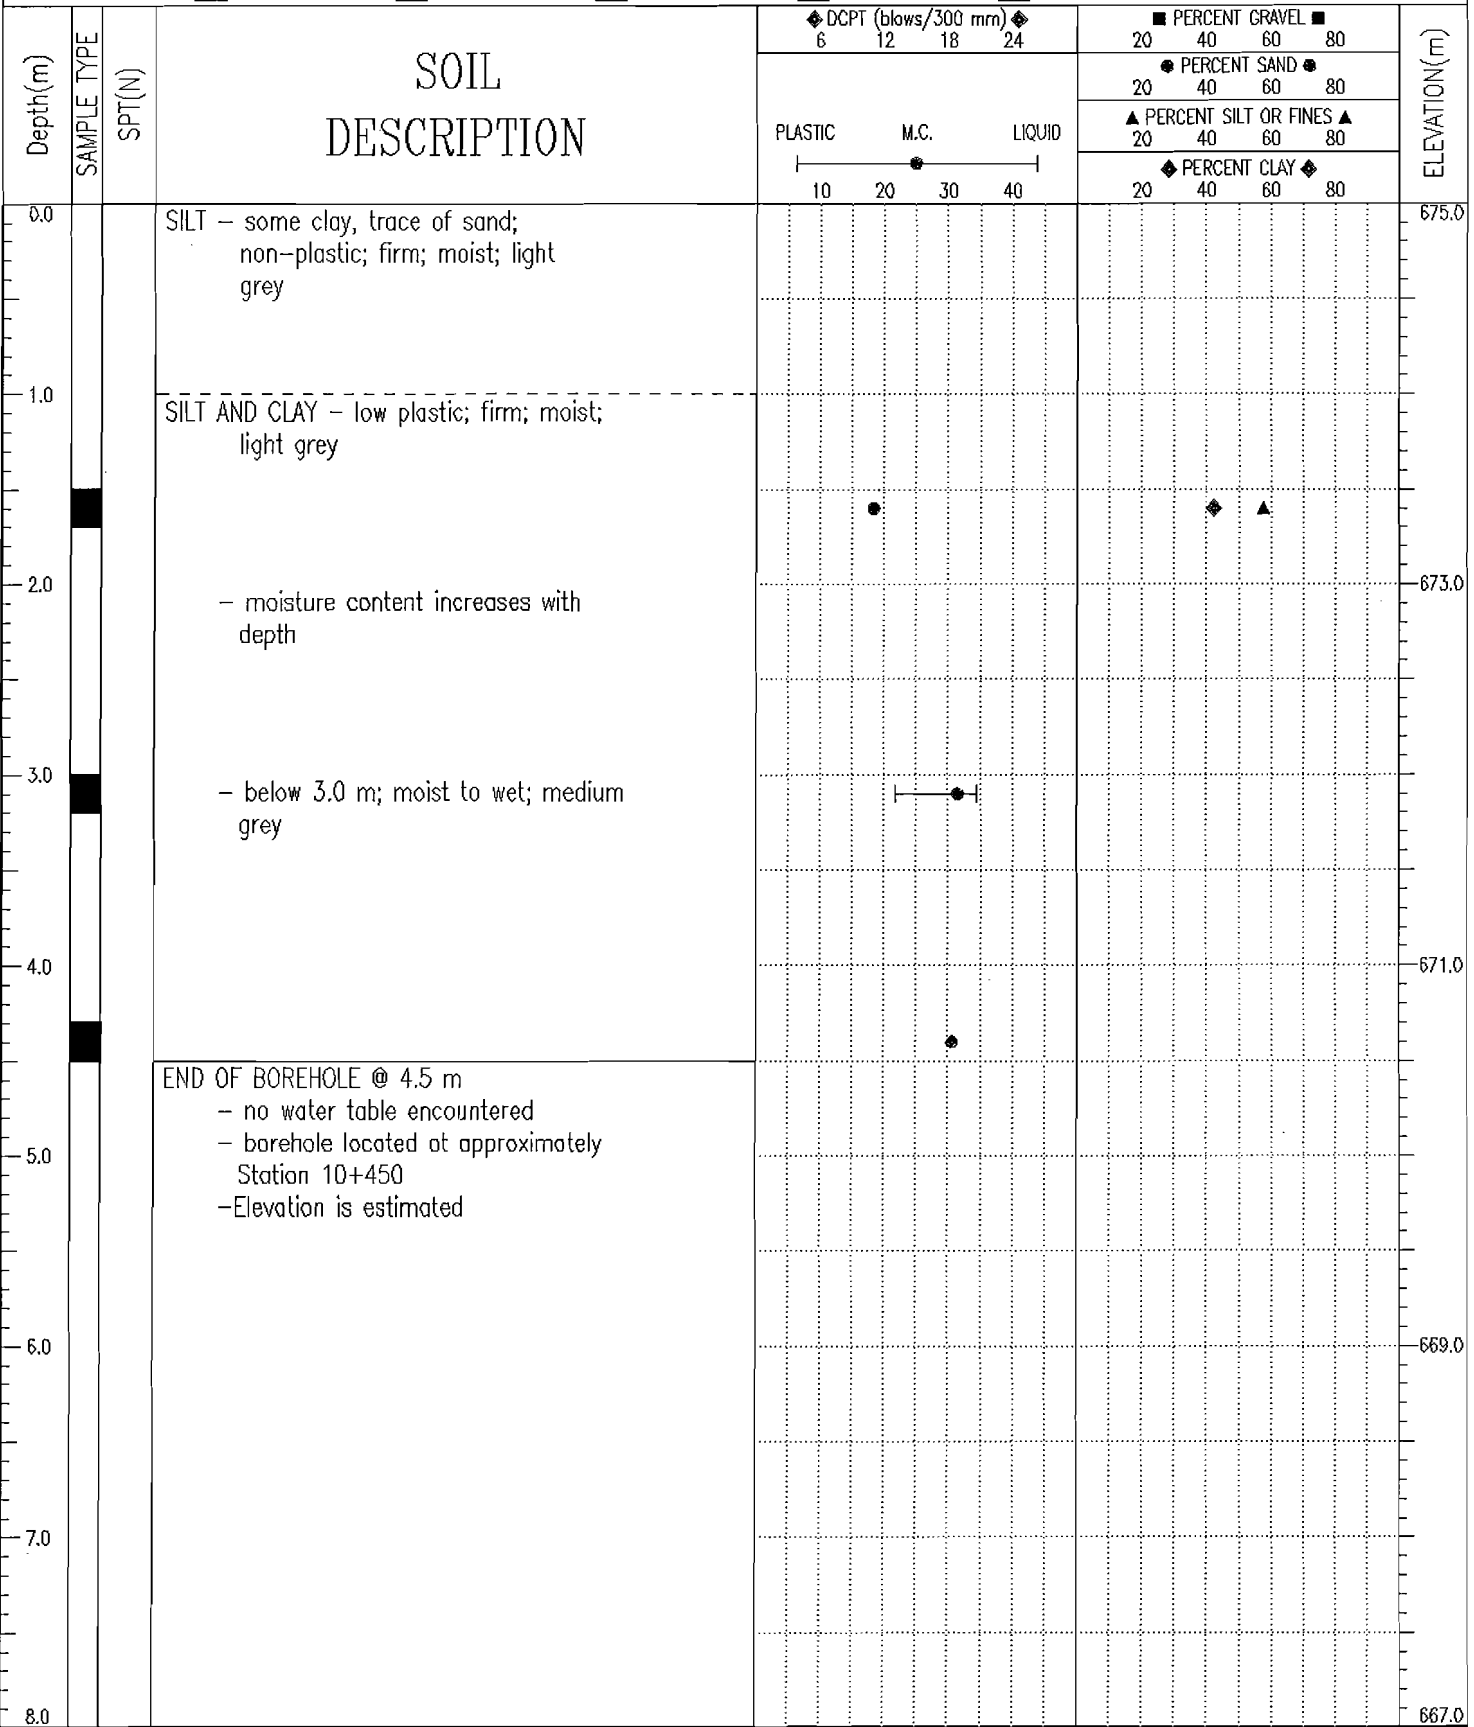 Depth(m)
SAMPLE TYPE
SPT(N)
SOIL
DESCRIPTION
DCPT (blows/300 mm)
6 12 18 24
PLASTIC M.C. LIQUID
10 20 30 40
PERCENT GRAVEL
20 40 60 80
PERCENT SAND
20 40 60 80
PERCENT SILT OR FINES
20 40 60 80
PERCENT CLAY
20 40 60 80
ELEVATION(m)
0.0
SILT – some clay, trace of sand;
non–plastic; firm; moist; light
grey
675.0
1.0
SILT AND CLAY – low plastic; firm; moist;
light grey
2.0
– moisture content increases with
depth
673.0
3.0
– below 3.0 m; moist to wet; medium
grey
4.0
671.0
END OF BOREHOLE @ 4.5 m
– no water table encountered
– borehole located at approximately
Station 10+450
–Elevation is estimated
5.0
6.0
669.0
7.0
8.0
667.0